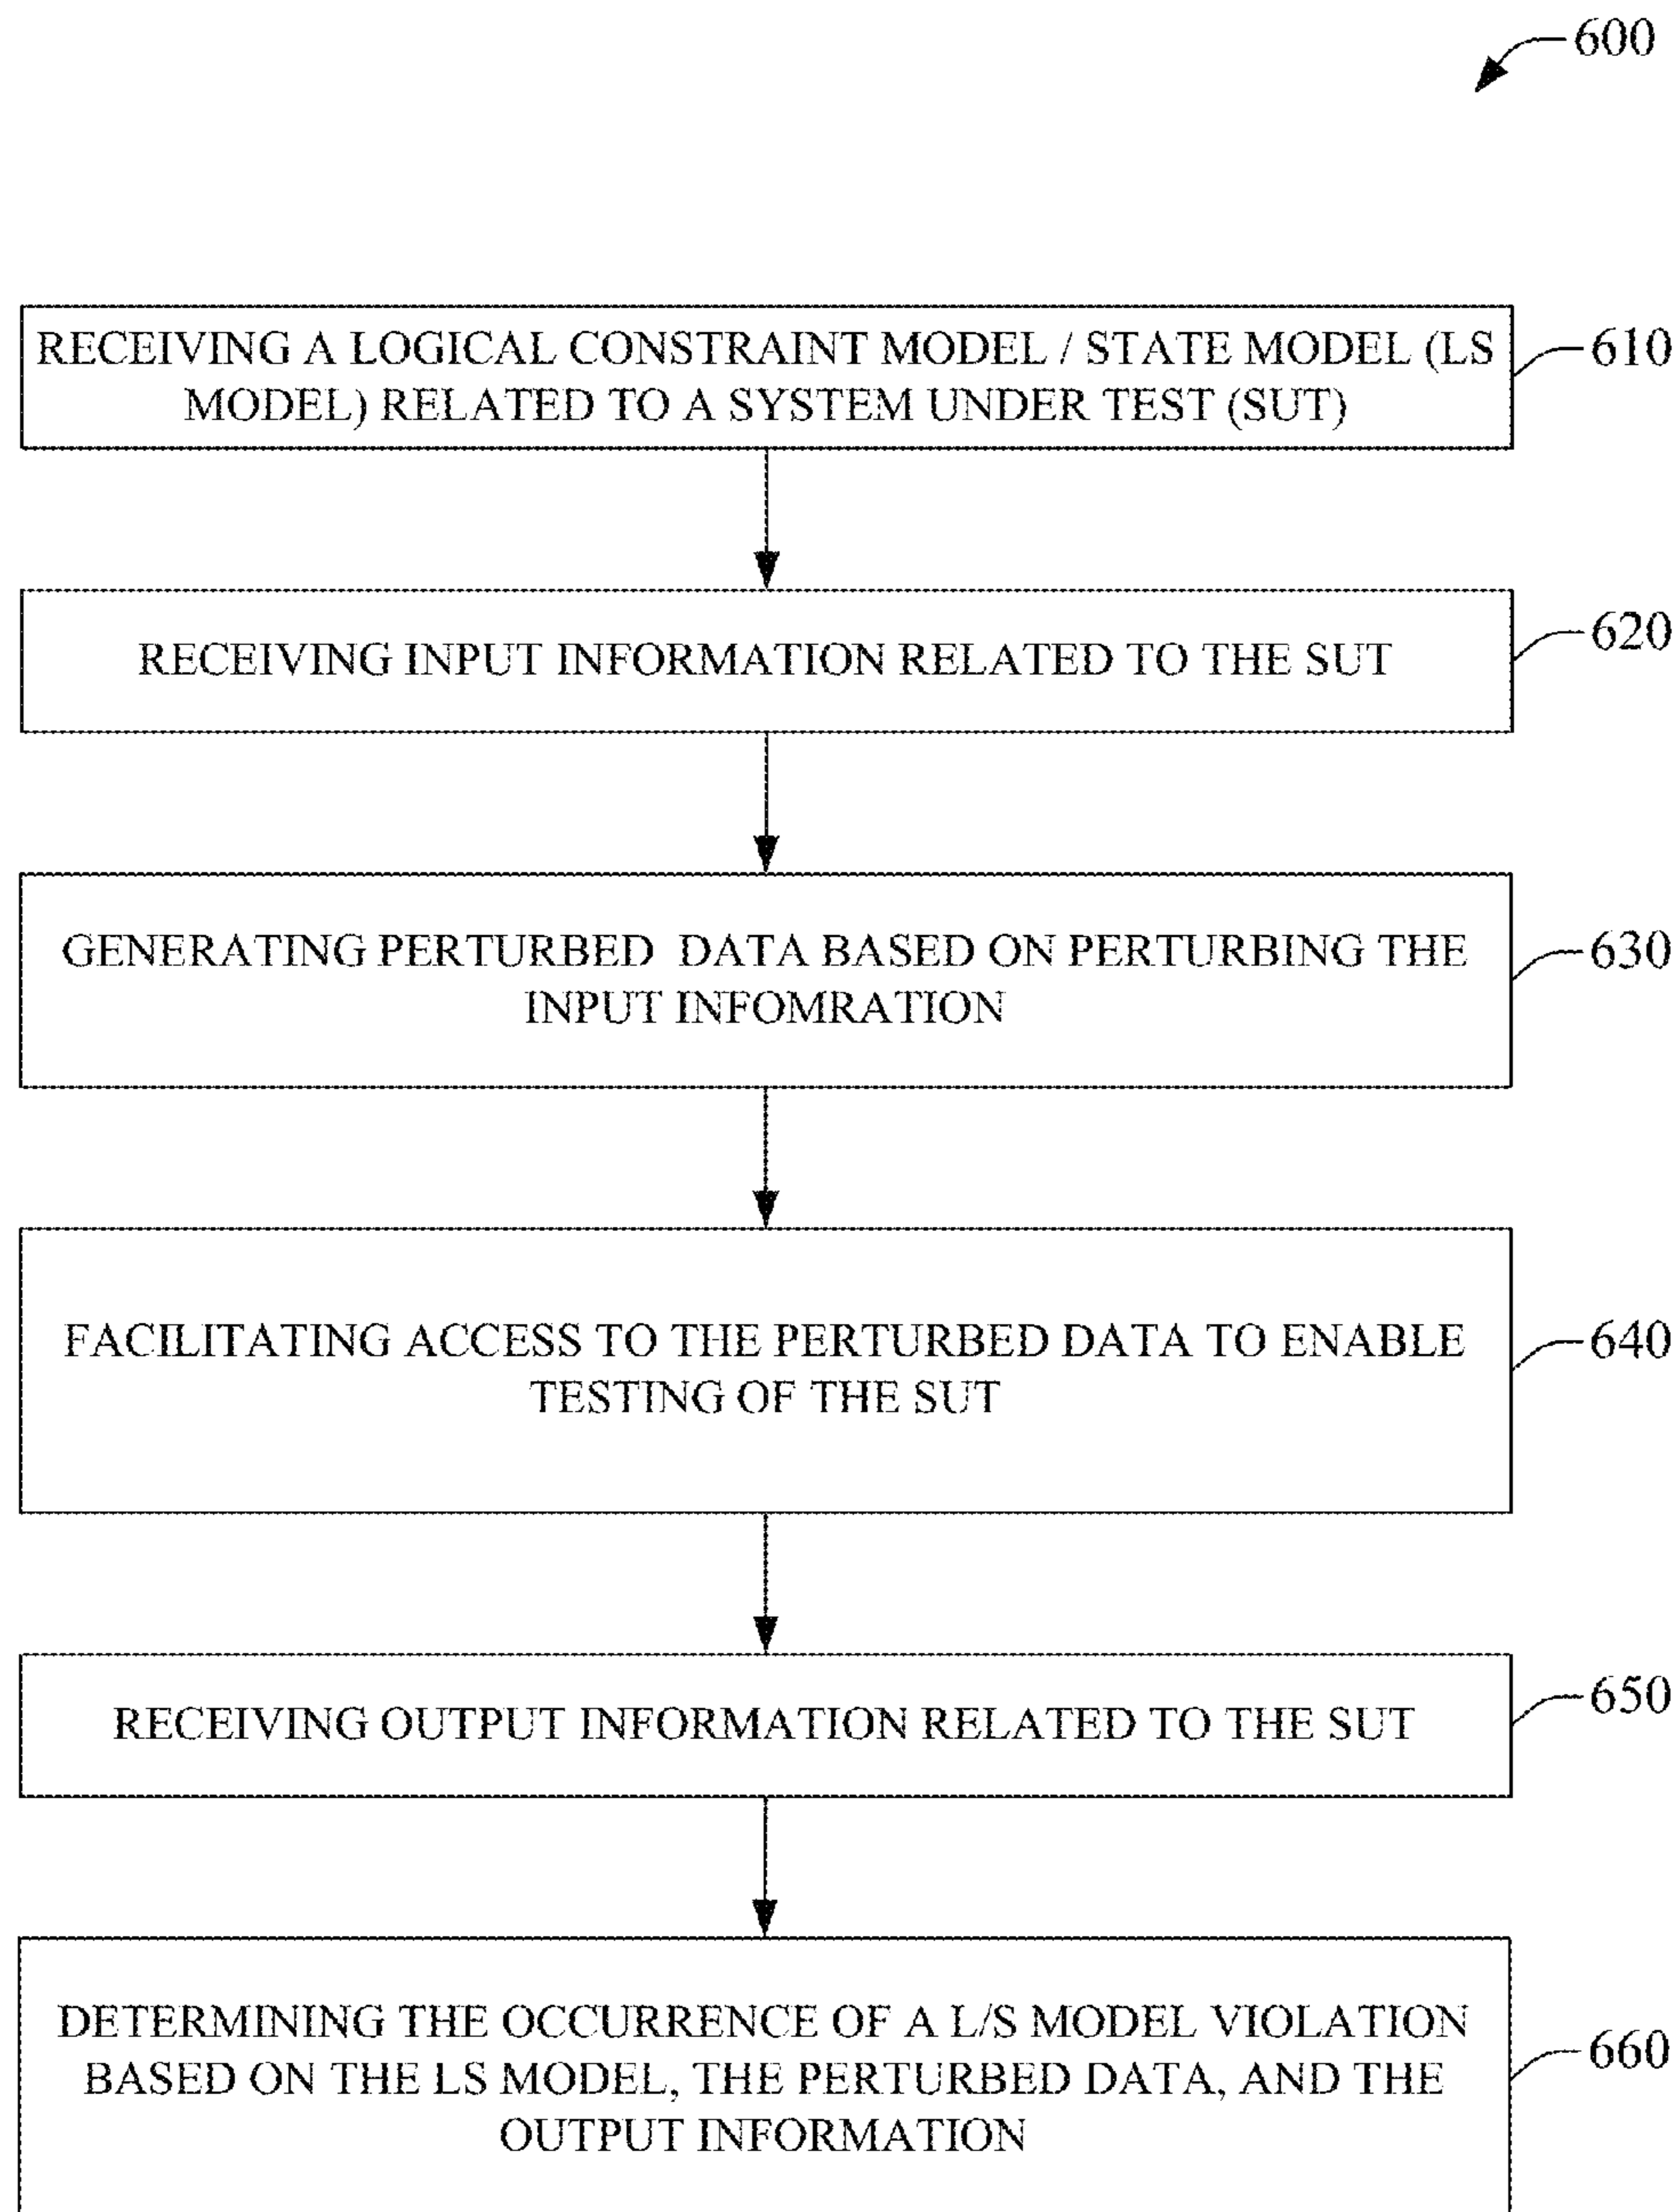 600
RECEIVING A LOGICAL CONSTRAINT MODEL / STATE MODEL (LS
MODEL) RELATED TO A SYSTEM UNDER TEST (SUT)
610
RECEIVING INPUT INFORMATION RELATED TO THE SUT
620
GENERATING PERTURBED DATA BASED ON PERTURBING THE
INPUT INFOMRATION
630
FACILITATING ACCESS TO THE PERTURBED DATA TO ENABLE
TESTING OF THE SUT
640
RECEIVING OUTPUT INFORMATION RELATED TO THE SUT
650
DETERMINING THE OCCURRENCE OF A L/S MODEL VIOLATION
BASED ON THE LS MODEL, THE PERTURBED DATA, AND THE
OUTPUT INFORMATION
660